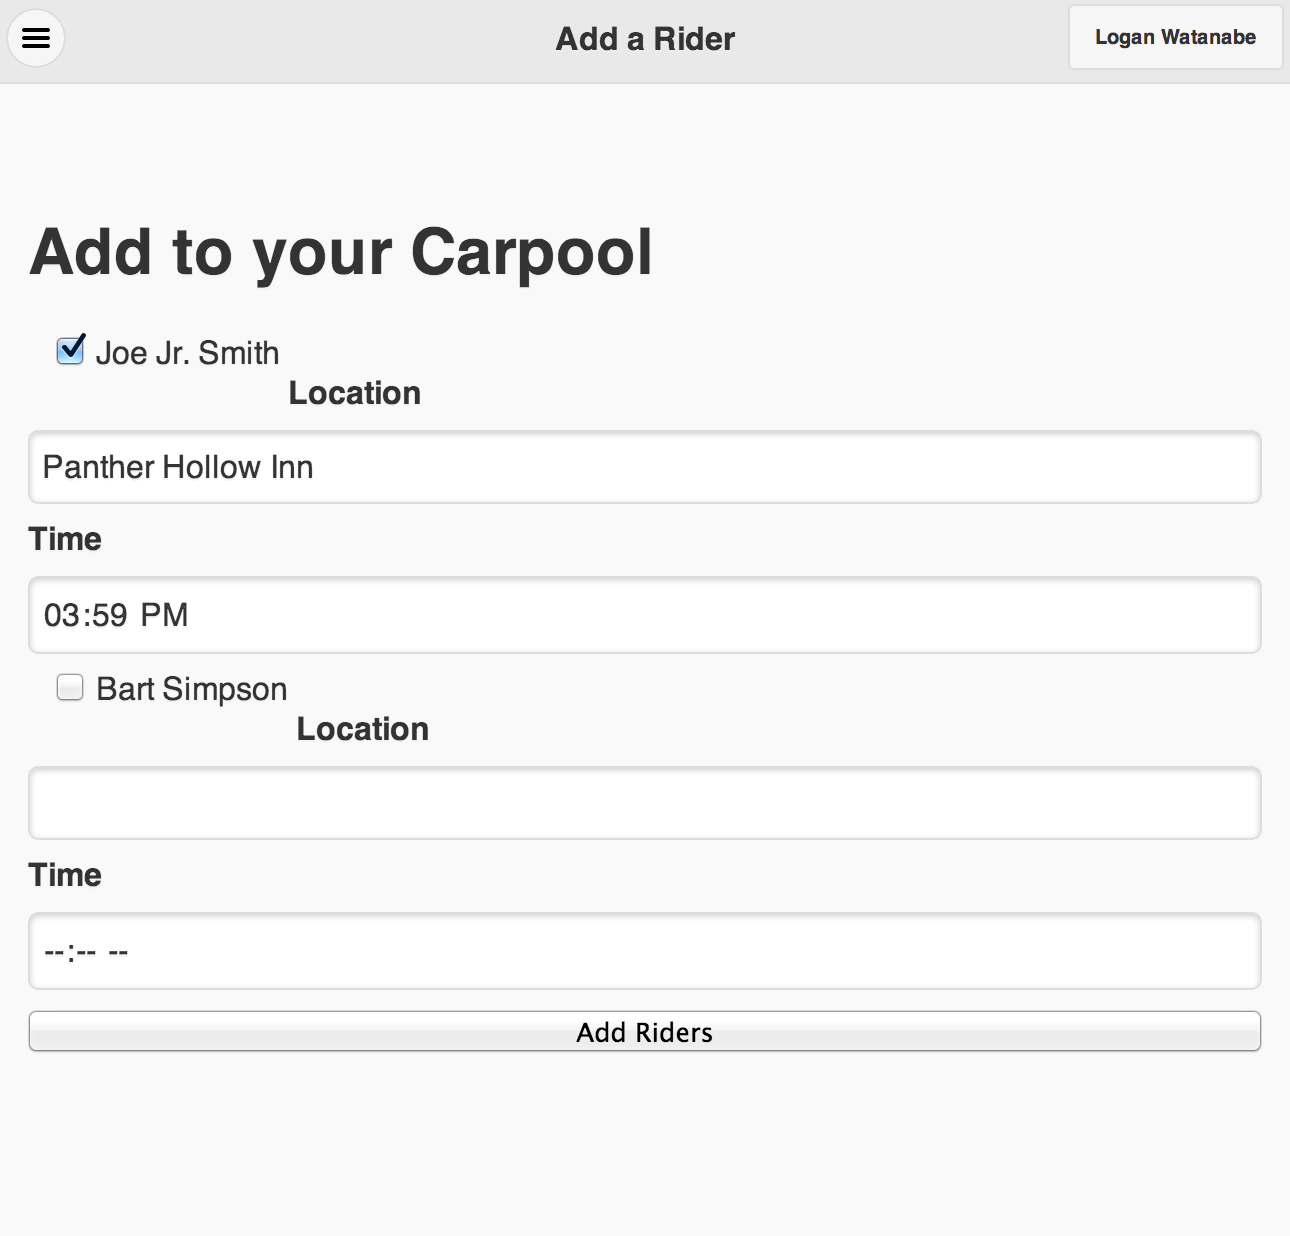 Add a Rider
Logan Watanabe
Add to your Carpool
Joe Jr. Smith
Location
Panther Hollow Inn
Time
03:59 PM
Bart Simpson
Location
Time
--:-- --
Add Riders